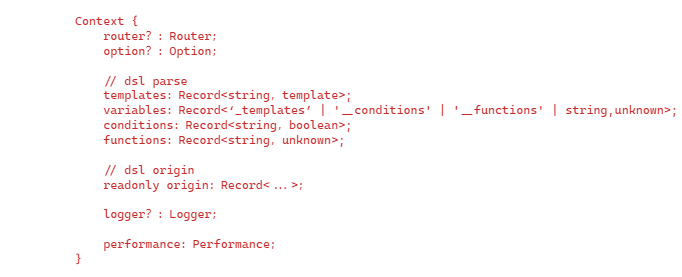 Context {
router? : Router;
option? : Option;
// dsl parse
templates: Record<string, template>;
variables: Record<‘_templates’ | '__conditions' | '__functions' | string,unknown>;
conditions: Record<string, boolean>;
functions: Record<string, unknown>;
// dsl origin
readonly origin: Record<...>;
logger? : Logger;
performance: Performance;
}